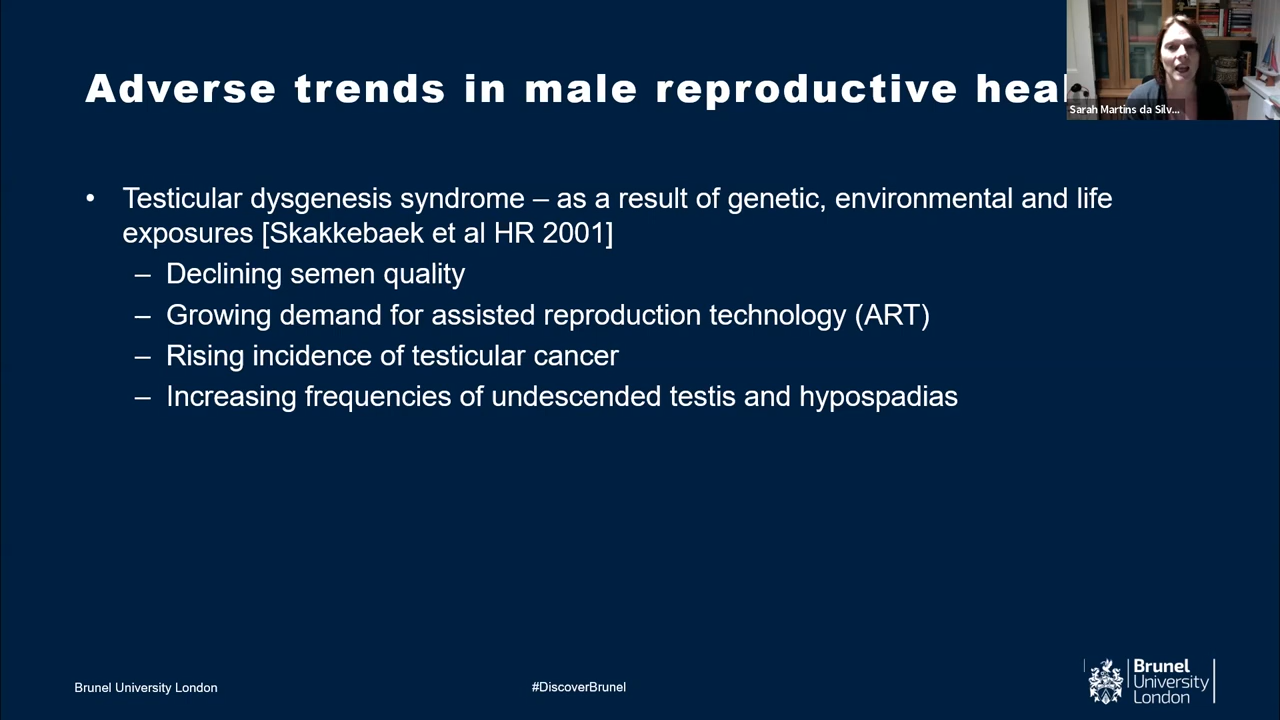 Adverse trends in male reproductive heal
Sarah Martins da Silv...
• Testicular dysgenesis syndrome – as a result of genetic, environmental and life
exposures [Skakkebaek et al HR 2001]
– Declining semen quality
– Growing demand for assisted reproduction technology (ART)
– Rising incidence of testicular cancer
– Increasing frequencies of undescended testis and hypospadias
Brunel University London
#DiscoverBrunel
Brunel
University
London